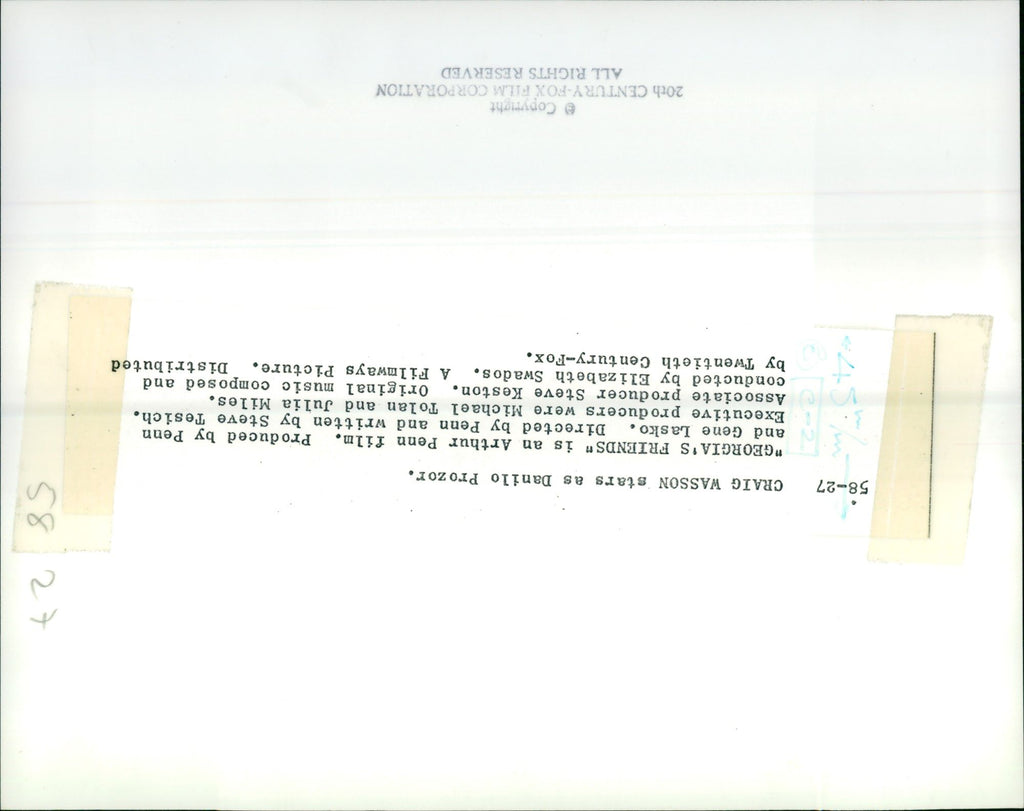 58-27 CRAIG WASSON stars as Danilo Prozor.
"GEORGIA'S FRIENDS" is an Arthur Penn film. Produced by Penn
and Gene Lasko. Directed by Penn and written by Steve Tesich.
Executive producers were Michael Tolan and Julia Miles.
Associate producer Steve Keston. Original music composed and
conducted by Elizabeth Swados. A Filmways Picture. Distributed
by Twentieth Century-Fox.
© Copyright
20th CENTURY-FOX FILM CORPORATION
ALL RIGHTS RESERVED
58
27